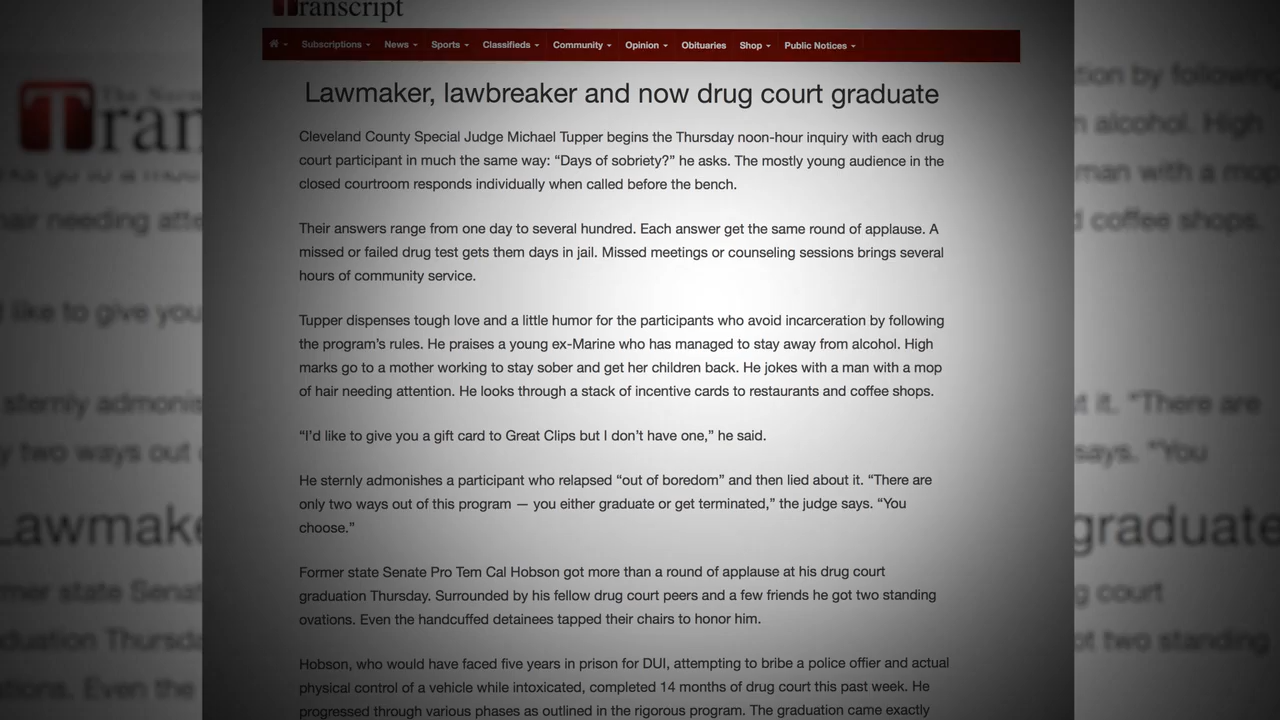 Transcript
Subscriptions News Sports Classifieds Community Opinion Obituaries Shop Public Notices
Lawmaker, lawbreaker and now drug court graduate
Cleveland County Special Judge Michael Tupper begins the Thursday noon-hour inquiry with each drug
court participant in much the same way: “Days of sobriety?” he asks. The mostly young audience in the
closed courtroom responds individually when called before the bench.
Their answers range from one day to several hundred. Each answer get the same round of applause. A
missed or failed drug test gets them days in jail. Missed meetings or counseling sessions brings several
hours of community service.
Tupper dispenses tough love and a little humor for the participants who avoid incarceration by following
the program’s rules. He praises a young ex-Marine who has managed to stay away from alcohol. High
marks go to a mother working to stay sober and get her children back. He jokes with a man with a mop
of hair needing attention. He looks through a stack of incentive cards to restaurants and coffee shops.
“I’d like to give you a gift card to Great Clips but I don’t have one,” he said.
He sternly admonishes a participant who relapsed “out of boredom” and then lied about it. “There are
only two ways out of this program — you either graduate or get terminated,” the judge says. “You
choose.”
Former state Senate Pro Tem Cal Hobson got more than a round of applause at his drug court
graduation Thursday. Surrounded by his fellow drug court peers and a few friends he got two standing
ovations. Even the handcuffed detainees tapped their chairs to honor him.
Hobson, who would have faced five years in prison for DUI, attempting to bribe a police offier and actual
physical control of a vehicle while intoxicated, completed 14 months of drug court this past week. He
progressed through various phases as outlined in the rigorous program. The graduation came exactly